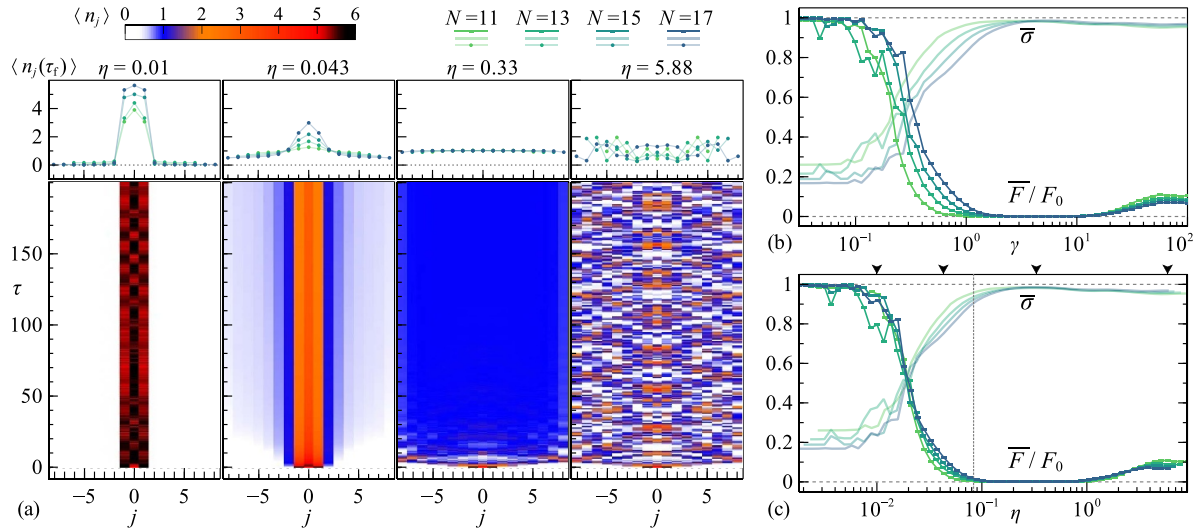 ⟨ n_j ⟩
0 1 2 3 4 5 6
N = 11 N = 13 N = 15 N = 17
⟨ n_j(τ_f) ⟩ η = 0.01 η = 0.043 η = 0.33 η = 5.88
4
2
0
τ
150
100
50
0
−5 0 5 −5 0 5 −5 0 5 −5 0 5
(a) j j j j
1
0.8
0.6
0.4
0.2
0
σ̅
F̅ / F_0
10^{−1} 10^0 10^1 10^2
(b) γ
1
0.8
0.6
0.4
0.2
0
σ̅
F̅ / F_0
10^{−2} 10^{−1} 10^0
(c) η